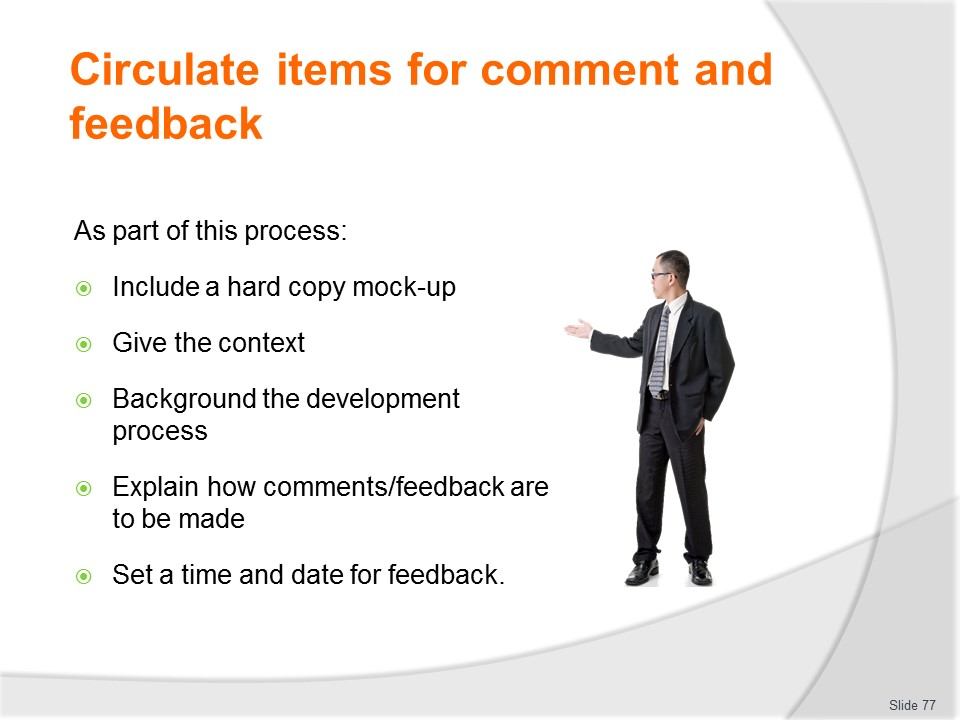 Circulate items for comment and
feedback
As part of this process:
Include a hard copy mock-up
Give the context
Background the development
process
Explain how comments/feedback are
to be made
Set a time and date for feedback.
Slide 77